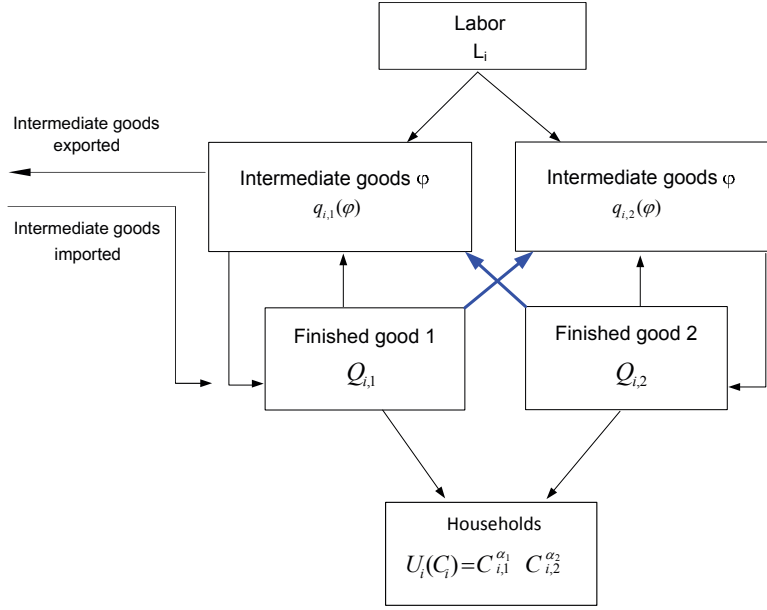 Labor
L_i
Intermediate goods
exported
Intermediate goods φ
q_{i,1}(φ)
Intermediate goods φ
q_{i,2}(φ)
Intermediate goods
imported
Finished good 1
Q_{i,1}
Finished good 2
Q_{i,2}
Households
U_i(C_i)=C_{i,1}^{α_1} C_{i,2}^{α_2}